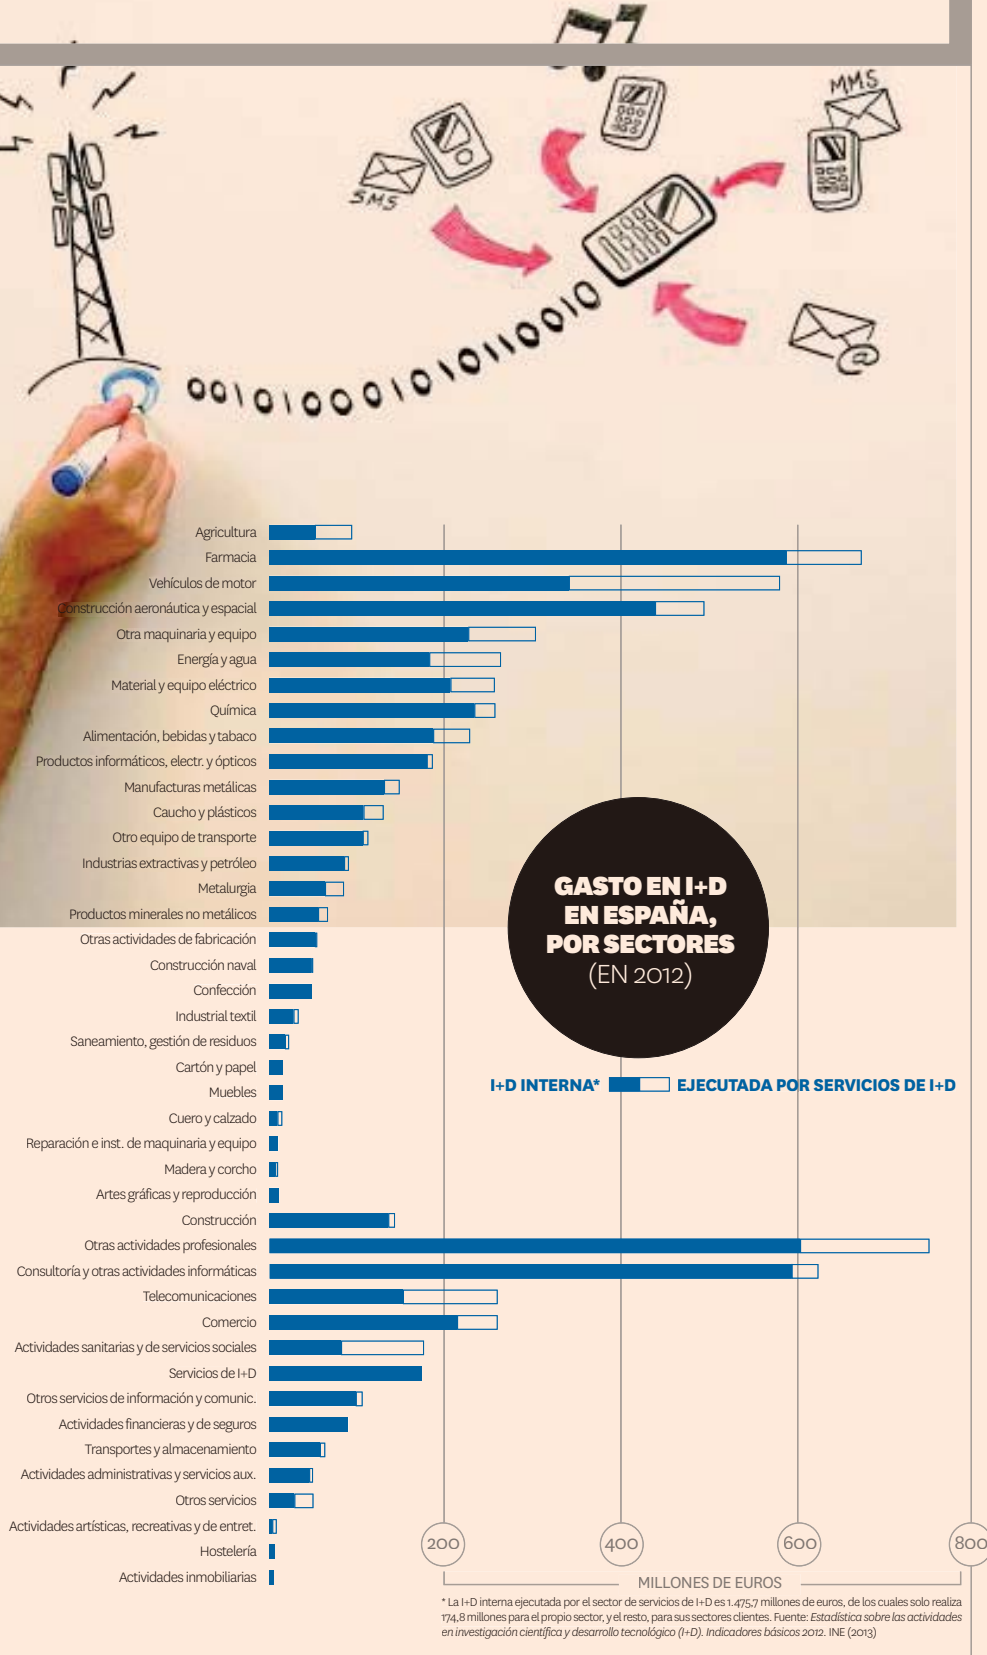 MMS
SMS
001010001010110010
@
Agricultura
Farmacia
Vehículos de motor
Construcción aeronáutica y espacial
Otra maquinaria y equipo
Energía y agua
Material y equipo eléctrico
Química
Alimentación, bebidas y tabaco
Productos informáticos, electr. y ópticos
Manufacturas metálicas
Caucho y plásticos
Otro equipo de transporte
Industrias extractivas y petróleo
Metalurgia
Productos minerales no metálicos
Otras actividades de fabricación
Construcción naval
Confección
Industrial textil
Saneamiento, gestión de residuos
Cartón y papel
Muebles
Cuero y calzado
Reparación e inst. de maquinaria y equipo
Madera y corcho
Artes gráficas y reproducción
Construcción
Otras actividades profesionales
Consultoría y otras actividades informáticas
Telecomunicaciones
Comercio
Actividades sanitarias y de servicios sociales
Servicios de I+D
Otros servicios de información y comunic.
Actividades financieras y de seguros
Transportes y almacenamiento
Actividades administrativas y servicios aux.
Otros servicios
Actividades artísticas, recreativas y de entret.
Hostelería
Actividades inmobiliarias
GASTO EN I+D
EN ESPAÑA,
POR SECTORES
(EN 2012)
I+D INTERNA* EJECUTADA POR SERVICIOS DE I+D
200 400 600 800
MILLONES DE EUROS
* La I+D interna ejecutada por el sector de servicios de I+D es 1.475,7 millones de euros, de los cuales solo realiza
174,8 millones para el propio sector, y el resto, para sus sectores clientes. Fuente: Estadística sobre las actividades
en investigación científica y desarrollo tecnológico (I+D). Indicadores básicos 2012. INE (2013)